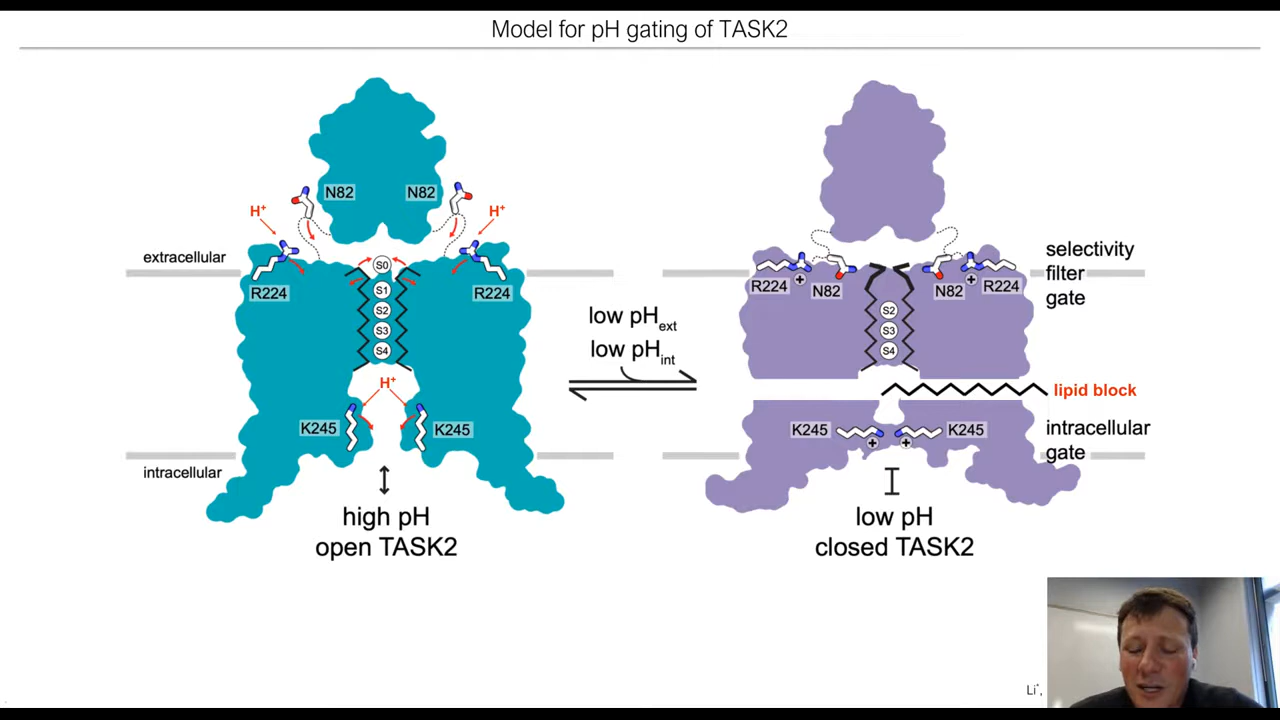 Model for pH gating of TASK2
N82 N82
H⁺ H⁺
extracellular
R224 R224
S0
S1
S2
S3
S4
H⁺
K245 K245
intracellular
high pH
open TASK2
low pHext
low pHint
selectivity
filter
gate
R224 + N82 N82 + R224
S2
S3
S4
lipid block
K245 K245
+ +
intracellular
gate
low pH
closed TASK2
Li⁺,